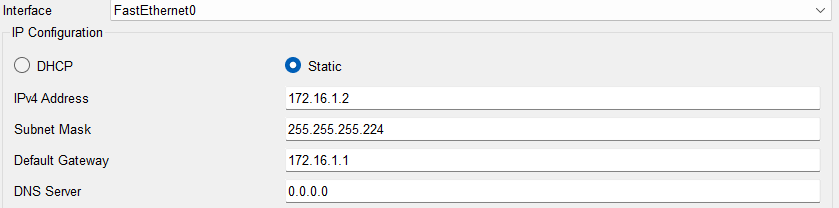 Interface FastEthernet0
IP Configuration
DHCP Static
IPv4 Address 172.16.1.2
Subnet Mask 255.255.255.224
Default Gateway 172.16.1.1
DNS Server 0.0.0.0